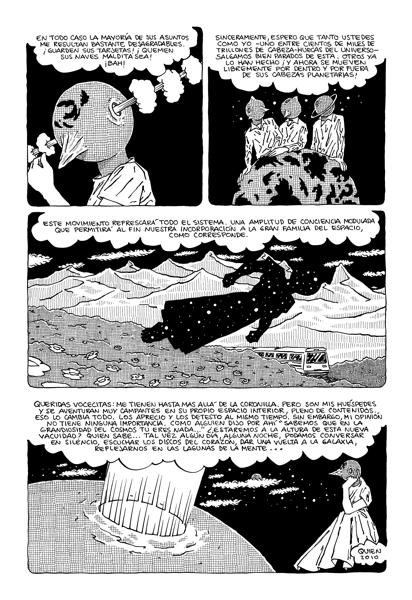 EN TODO CASO LA MAYORÍA DE SUS ASUNTOS
ME RESULTAN BASTANTE DESAGRADABLES.
¡GUARDEN SUS TARJETAS! ¡QUEMEN
SUS NAVES MALDITA SEA!
¡BAH!
SINCERAMENTE, ESPERO QUE TANTO USTEDES
COMO YO -UNO ENTRE CIENTOS DE MILES DE
TRILLONES DE CABEZA-HUECAS DEL UNIVERSO-
SALGAMOS BIEN PARADOS DE ESTA. OTROS YA
LO HAN HECHO ¡Y AHORA SE MUEVEN
LIBREMENTE POR DENTRO Y POR FUERA
DE SUS CABEZAS PLANETARIAS!
ESTE MOVIMIENTO REFRESCARÁ TODO EL SISTEMA. UNA AMPLITUD DE CONCIENCIA MODULADA
QUE PERMITIRÁ AL FIN NUESTRA INCORPORACIÓN A LA GRAN FAMILIA DEL ESPACIO,
COMO CORRESPONDE.
QUERIDAS VOCECITAS: ME TIENEN HASTA MAS ALLÁ DE LA CORONILLA. PERO SON MIS HUÉSPEDES
Y SE AVENTURAN MUY CAMPANTES EN SU PROPIO ESPACIO INTERIOR, PLENO DE CONTENIDOS..
ESO LO CAMBIA TODO. LOS APRECIO Y LOS DETESTO AL MISMO TIEMPO. SIN EMBARGO, MI OPINIÓN
NO TIENE NINGUNA IMPORTANCIA. COMO ALGUIEN DIJO POR AHÍ "SABEMOS QUE EN LA
GRANDIOSIDAD DEL COSMOS TU ERES NADA..." ¿ESTAREMOS A LA ALTURA DE ESTA NUEVA
VACUIDAD? QUIEN SABE... TAL VEZ ALGÚN DÍA, ALGUNA NOCHE, PODAMOS CONVERSAR
EN SILENCIO, ESCUCHAR LOS DISCOS DEL CORAZÓN, DAR UNA VUELTA A LA GALAXIA,
REFLEJARNOS EN LAS LAGUNAS DE LA MENTE...
QUIEN
2010